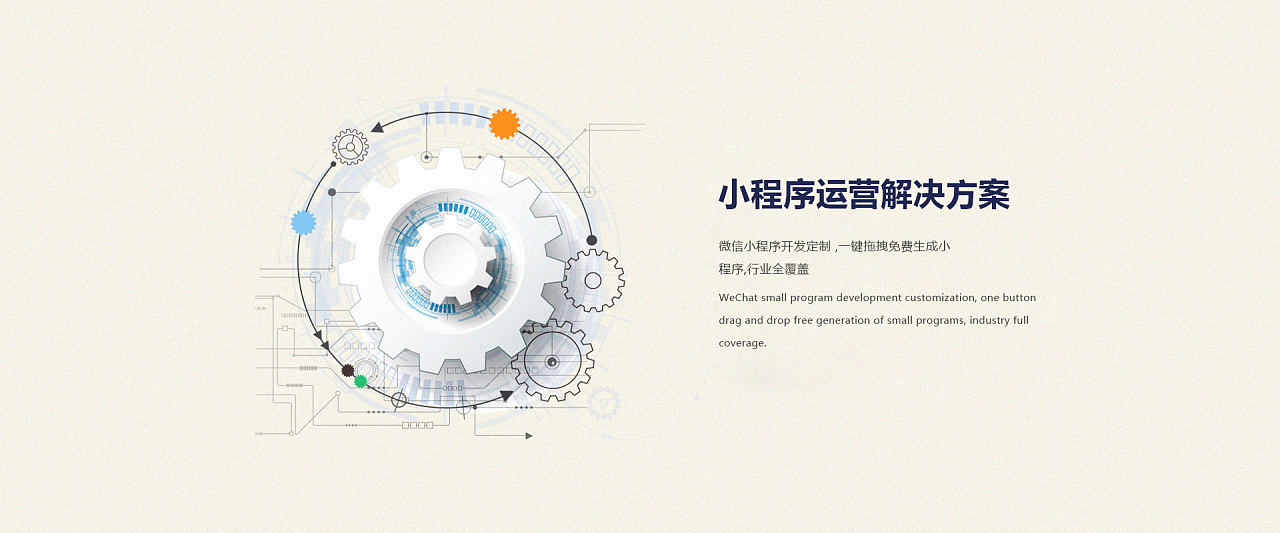 小程序运营解决方案
微信小程序开发定制 ,一键拖拽免费生成小
程序,行业全覆盖
WeChat small program development customization, one button
drag and drop free generation of small programs, industry full
coverage.